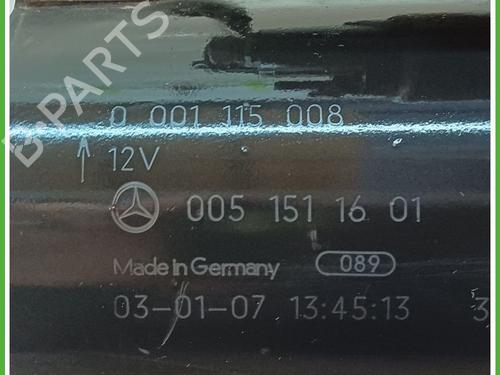 B-PARTS
0 001 115 008
12V
005 151 16 01
Made in Germany 089
03-01-07 13:45:13 3